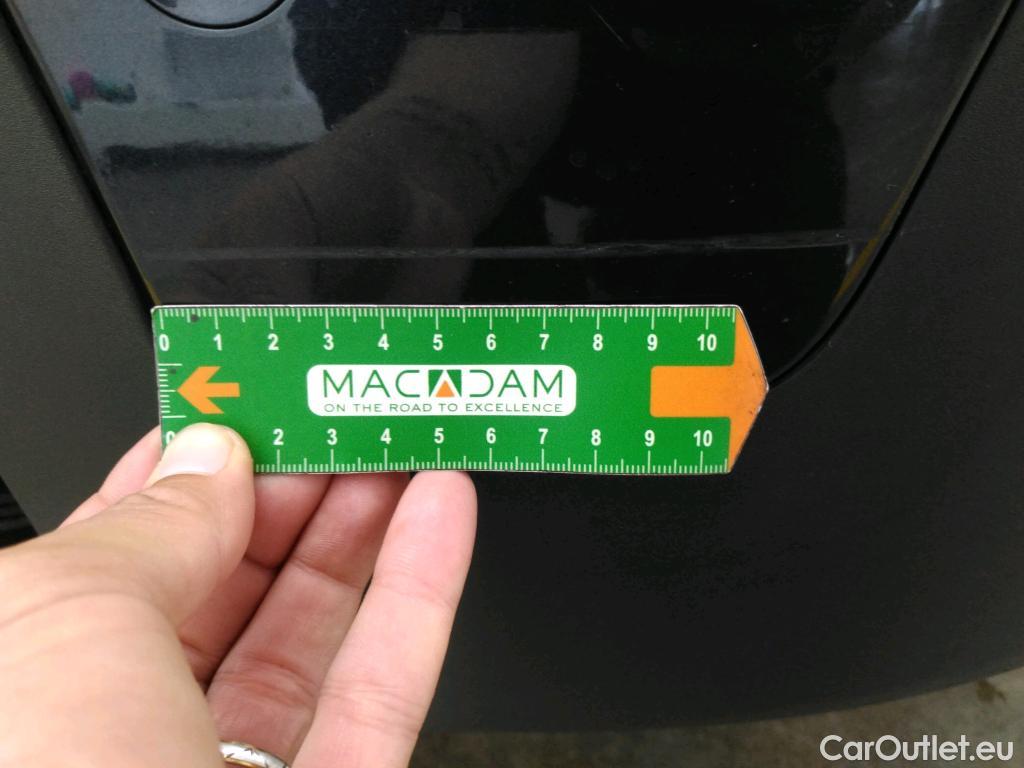 0 1 2 3 4 5 6 7 8 9 10
MACADAM
ON THE ROAD TO EXCELLENCE
0 2 3 4 5 6 7 8 9 10
CarOutlet.eu